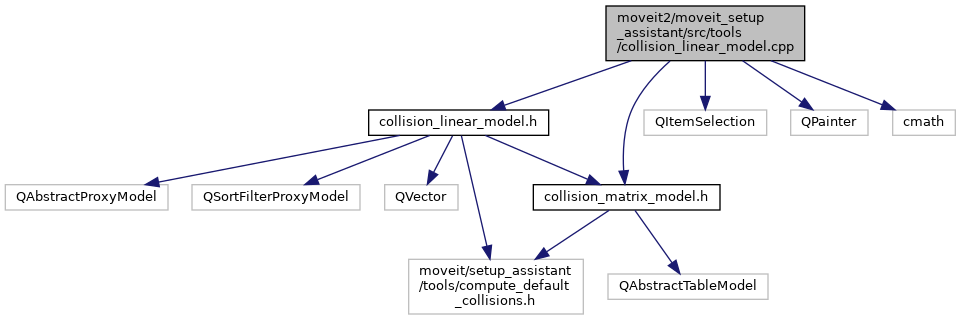 moveit2/moveit_setup
_assistant/src/tools
/collision_linear_model.cpp
collision_linear_model.h
QItemSelection
QPainter
cmath
QAbstractProxyModel
QSortFilterProxyModel
QVector
collision_matrix_model.h
moveit/setup_assistant
/tools/compute_default
_collisions.h
QAbstractTableModel